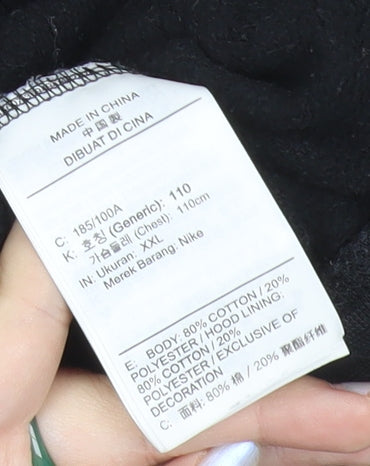 MADE IN CHINA
中国製
DIBUAT DI CINA
C: 185/100A
K: 호칭 (Generic): 110
가슴둘레 (Chest): 110cm
IN: Ukuran: XXL
Merek Barang: Nike
E: BODY: 80% COTTON / 20%
POLYESTER / HOOD LINING:
80% COTTON / 20%
POLYESTER / EXCLUSIVE OF
DECORATION
C: 面料: 80% 棉 / 20% 聚酯纤维